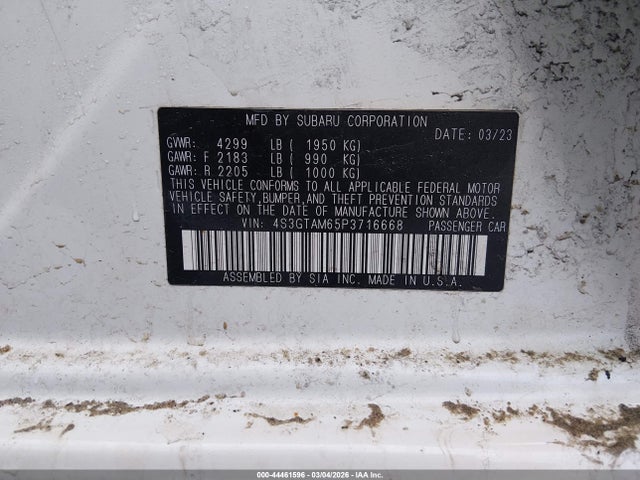 MFD BY SUBARU CORPORATION
DATE: 03/23
GVWR: 4299 LB ( 1950 KG)
GAWR: F 2183 LB ( 990 KG)
GAWR: R 2205 LB ( 1000 KG)
THIS VEHICLE CONFORMS TO ALL APPLICABLE FEDERAL MOTOR
VEHICLE SAFETY, BUMPER, AND THEFT PREVENTION STANDARDS
IN EFFECT ON THE DATE OF MANUFACTURE SHOWN ABOVE.
VIN: 4S3GTAM65P3716668 PASSENGER CAR
ASSEMBLED BY SIA INC. MADE IN U.S.A.
000-44461596 - 03/04/2026 - IAAI.com